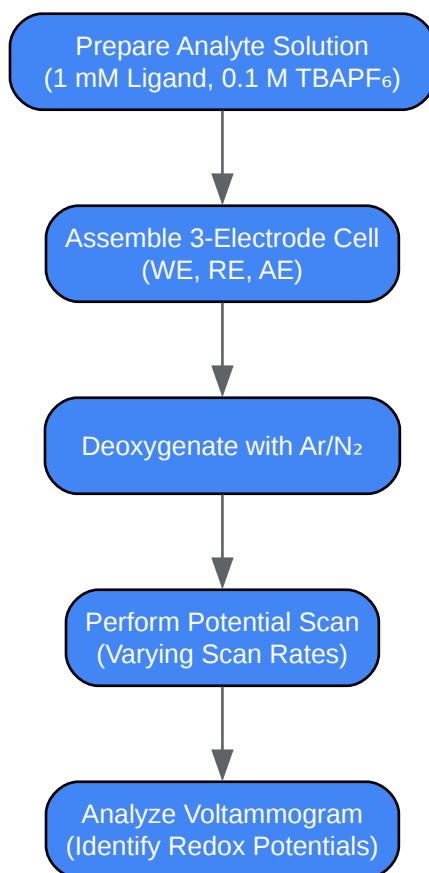 Prepare Analyte Solution
(1 mM Ligand, 0.1 M TBAPF₆)
Assemble 3-Electrode Cell
(WE, RE, AE)
Deoxygenate with Ar/N₂
Perform Potential Scan
(Varying Scan Rates)
Analyze Voltammogram
(Identify Redox Potentials)